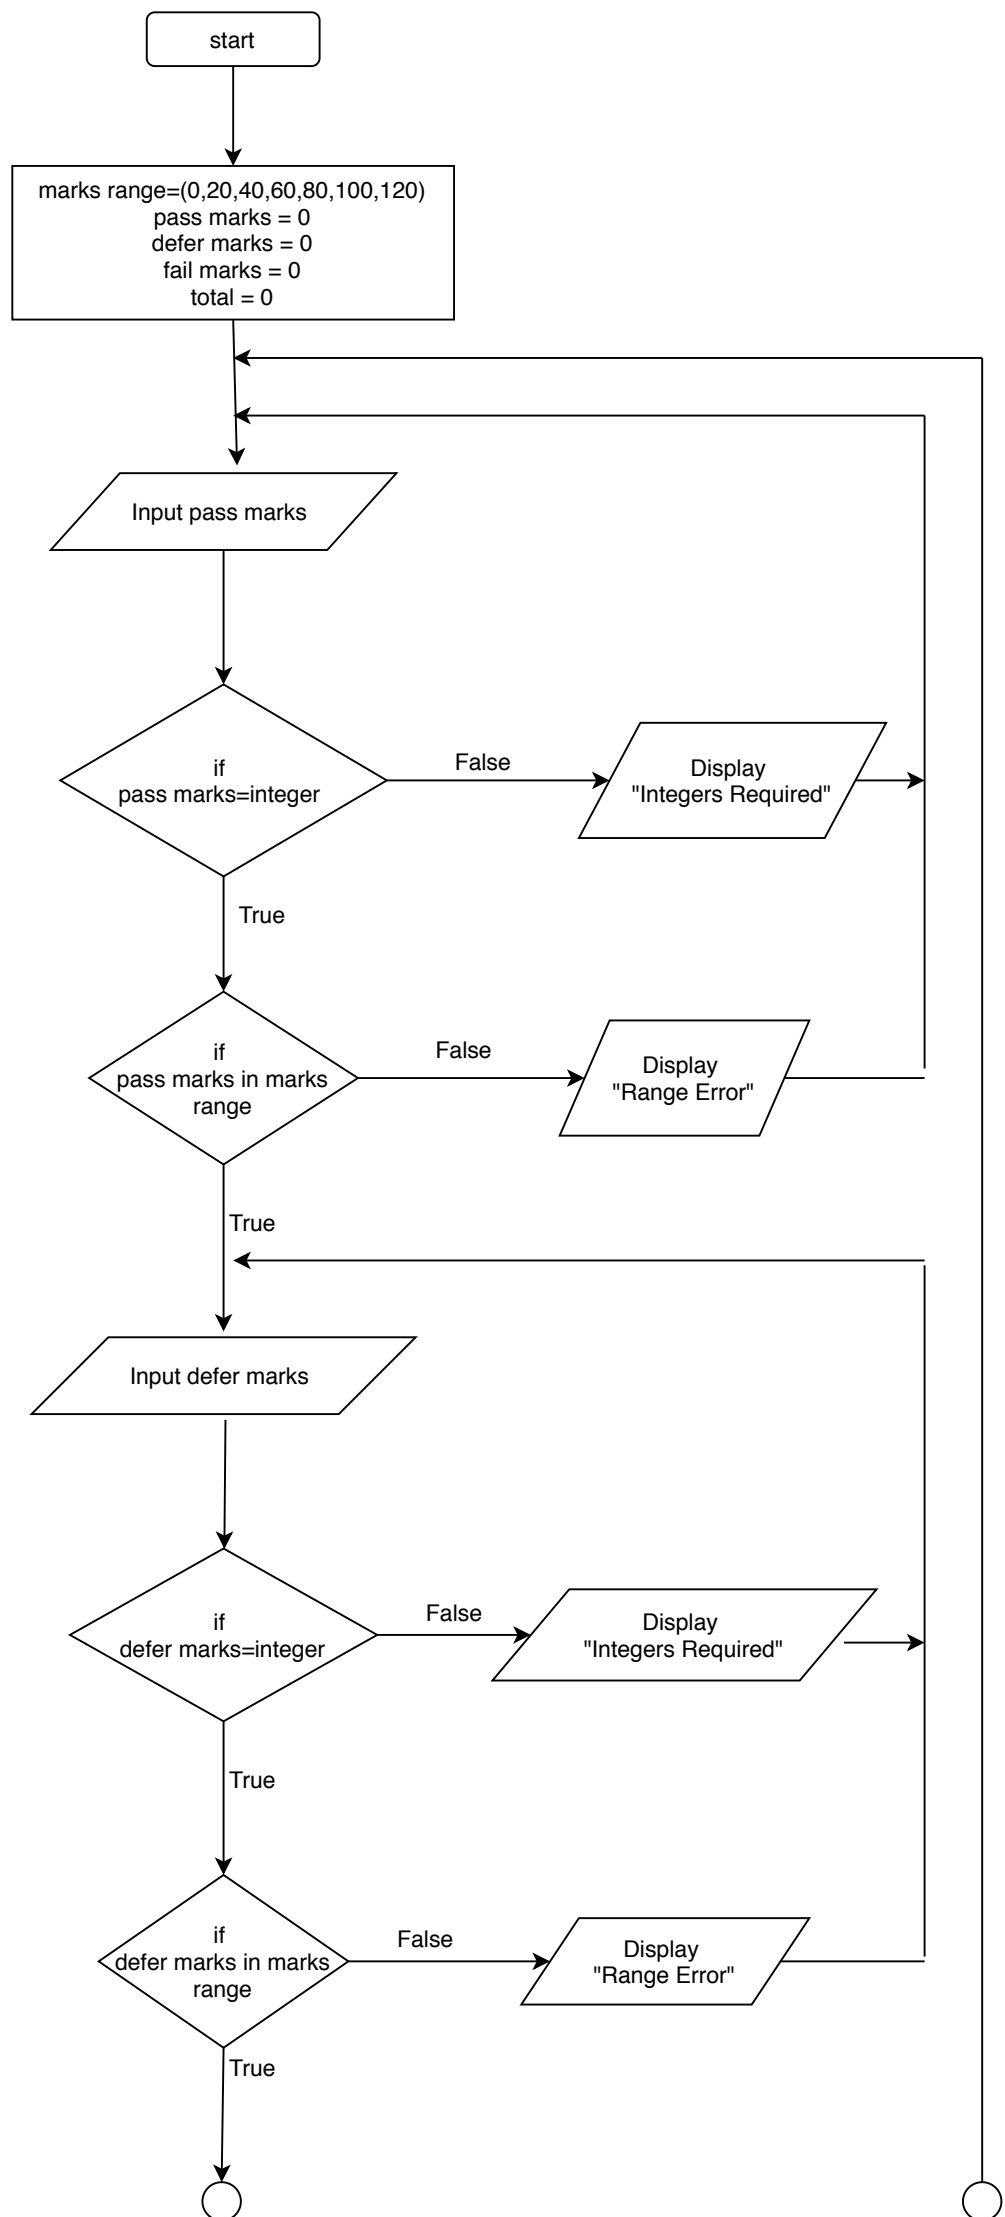 start
marks range=(0,20,40,60,80,100,120)
pass marks = 0
defer marks = 0
fail marks = 0
total = 0
Input pass marks
if
pass marks=integer
False
Display
"Integers Required"
True
if
pass marks in marks
range
False
Display
"Range Error"
True
Input defer marks
if
defer marks=integer
False
Display
"Integers Required"
True
if
defer marks in marks
range
False
Display
"Range Error"
True